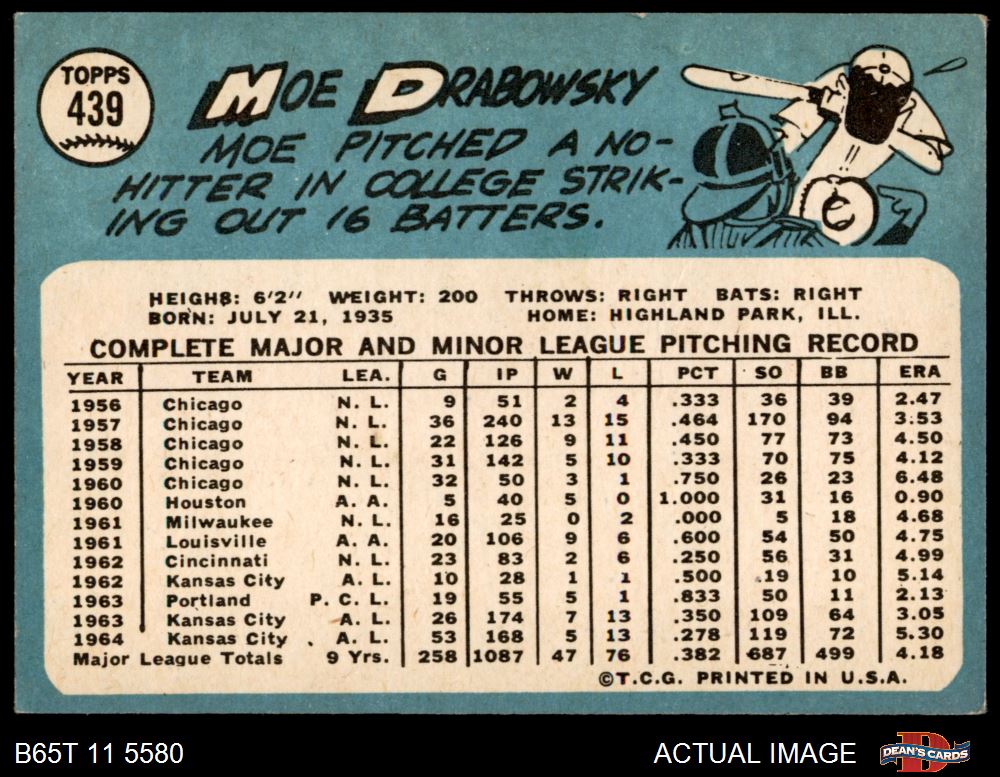 TOPPS
439
MOE DRABOWSKY
MOE PITCHED A NO-
HITTER IN COLLEGE STRIK-
ING OUT 16 BATTERS.
C
HEIGHB: 6'2" WEIGHT: 200 THROWS: RIGHT BATS: RIGHT
BORN: JULY 21, 1935 HOME: HIGHLAND PARK, ILL.
COMPLETE MAJOR AND MINOR LEAGUE PITCHING RECORD
YEAR TEAM LEA. G IP W L PCT SO BB ERA
1956 Chicago N. L. 9 51 2 4 .333 36 39 2.47
1957 Chicago N. L. 36 240 13 15 .464 170 94 3.53
1958 Chicago N. L. 22 126 9 11 .450 77 73 4.50
1959 Chicago N. L. 31 142 5 10 .333 70 75 4.12
1960 Chicago N. L. 32 50 3 1 .750 26 23 6.48
1960 Houston A. A. 5 40 5 0 1.000 31 16 0.90
1961 Milwaukee N. L. 16 25 0 2 .000 5 18 4.68
1961 Louisville A. A. 20 106 9 6 .600 54 50 4.75
1962 Cincinnati N. L. 23 83 2 6 .250 56 31 4.99
1962 Kansas City A. L. 10 28 1 1 .500 19 10 5.14
1963 Portland P. C. L. 19 55 5 1 .833 50 11 2.13
1963 Kansas City A. L. 26 174 7 13 .350 109 64 3.05
1964 Kansas City A. L. 53 168 5 13 .278 119 72 5.30
Major League Totals 9 Yrs. 258 1087 47 76 .382 687 499 4.18
©T.C.G. PRINTED IN U.S.A.
B65T 11 5580 ACTUAL IMAGE DEAN'S CARDS